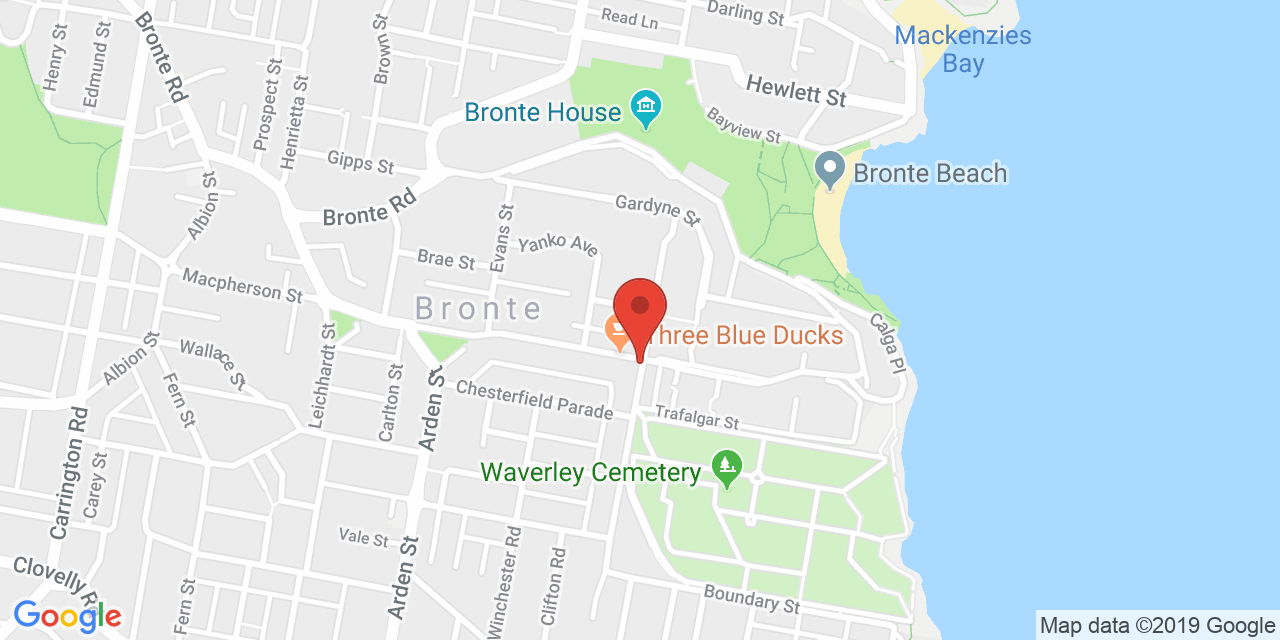 Darling St
Read Ln
Mackenzies
Bay
Henry St
Edmund St
Bronte Rd
Brown St
Prospect St
Henrietta St
Hewlett St
Bronte House
Bayview St
Gipps St
Bronte Beach
Albion St
Bronte Rd
Evans St
Gardyne St
Yanko Ave
Brae St
Macpherson St
Bronte
Three Blue Ducks
Calga Pl
Albion St
Wallace St
Leichhardt St
Fern St
Carlton St
Arden St
Chesterfield Parade
Trafalgar St
Carrington Rd
Carey St
Waverley Cemetery
Vale St
Winchester Rd
Clifton Rd
Arden St
Clovelly Rd
Fern St
Boundary St
Google
Map data ©2019 Google